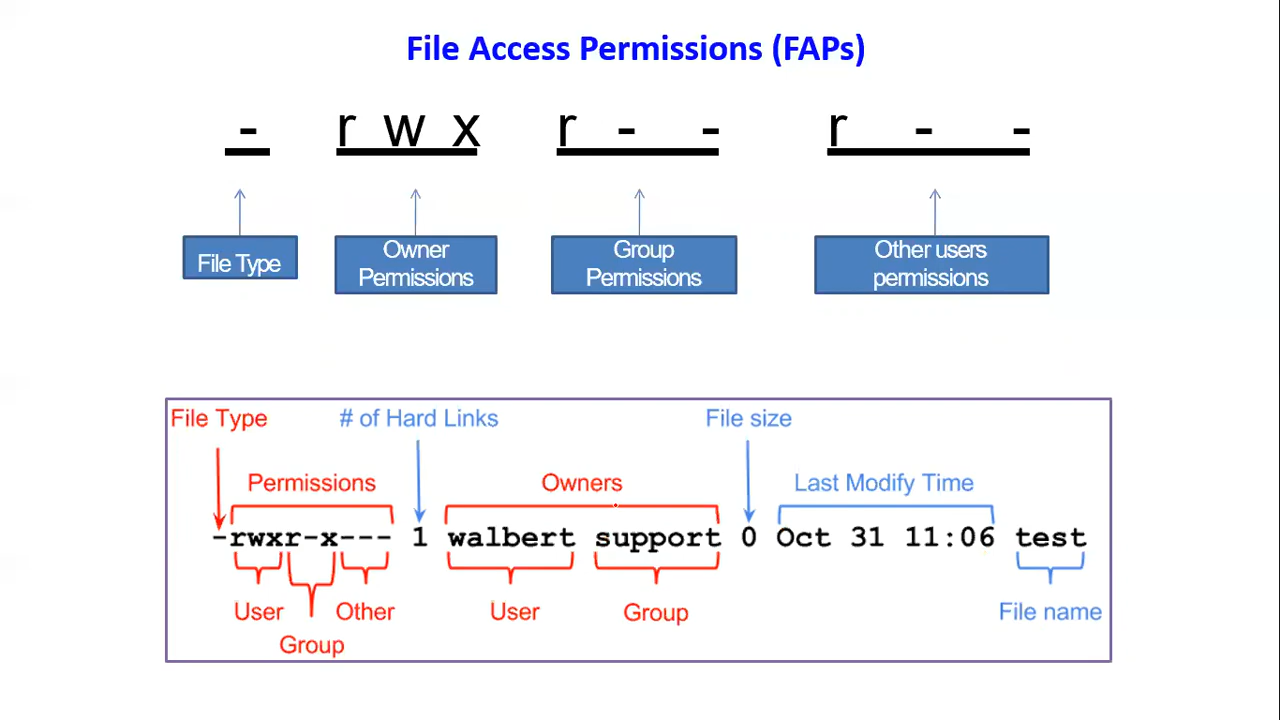 File Access Permissions (FAPs)
- r w x r - - r - -
File Type
Owner
Permissions
Group
Permissions
Other users
permissions
File Type # of Hard Links File size
Permissions Owners Last Modify Time
-rwxr-x--- 1 walbert support 0 Oct 31 11:06 test
User Other User Group File name
Group